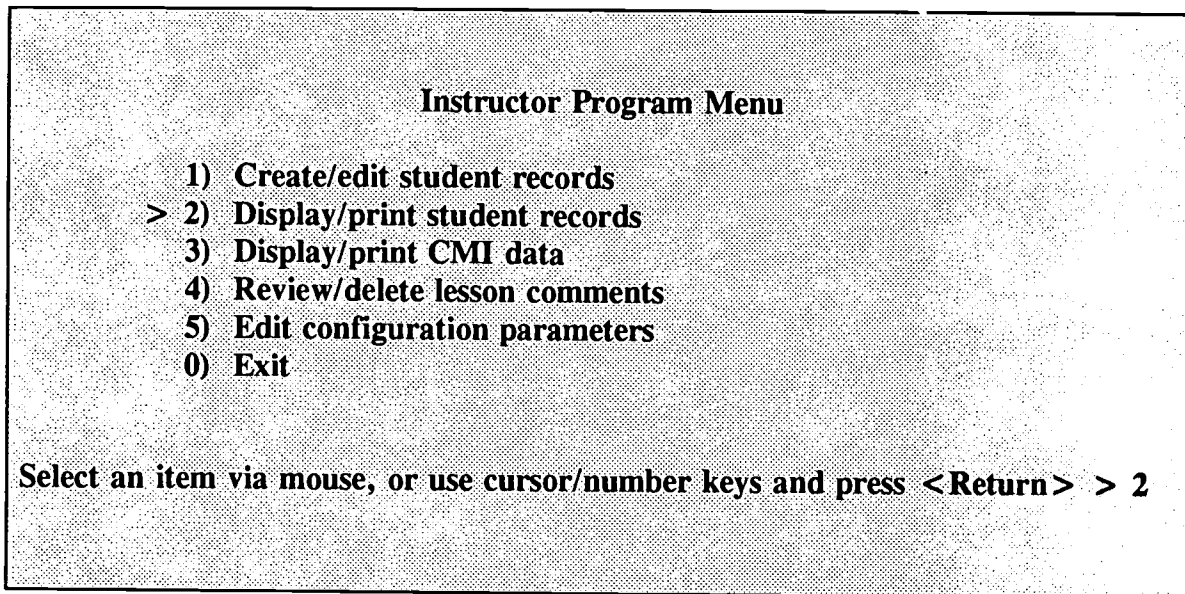 Instructor Program Menu
1) Create/edit student records
> 2) Display/print student records
3) Display/print CMI data
4) Review/delete lesson comments
5) Edit configuration parameters
0) Exit
Select an item via mouse, or use cursor/number keys and press <Return> > 2